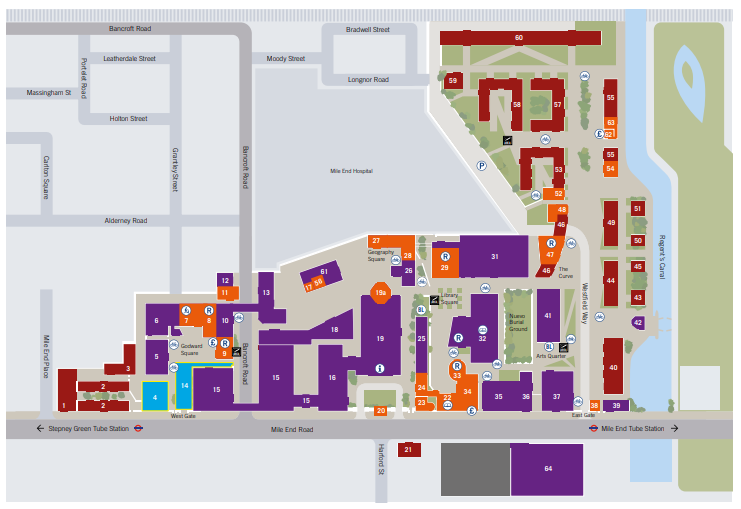 Bancroft Road
Bradwell Street
60
Leatherdale Street
Moody Street
Portelet Road
Longnor Road
59
Massingham St
58
57
55
Holton Street
63
£
62
Grantley Street
Bancroft Road
Carlton Square
Mile End Hospital
P
55
54
53
52
Alderney Road
48
46
49
51
50
Regent's Canal
27
Geography
Square
28
26
R
29
31
R
47
46
The
Curve
45
44
43
42
Westfield Way
61
17
12
11
13
19a
Library
Square
BL
Nuevo
Burial
Ground
41
6
7
R
8
10
18
19
25
R
32
Mile End Place
5
Godward
Square
£
R
9
BL
Arts Quarter
Bancroft Road
40
3
2
1
2
4
14
15
15
16
15
i
R
33
34
24
23
22
35
36
37
20
£
38
39
West Gate
East Gate
Stepney Green Tube Station
Mile End Road
Mile End Tube Station
Harford St
21
64